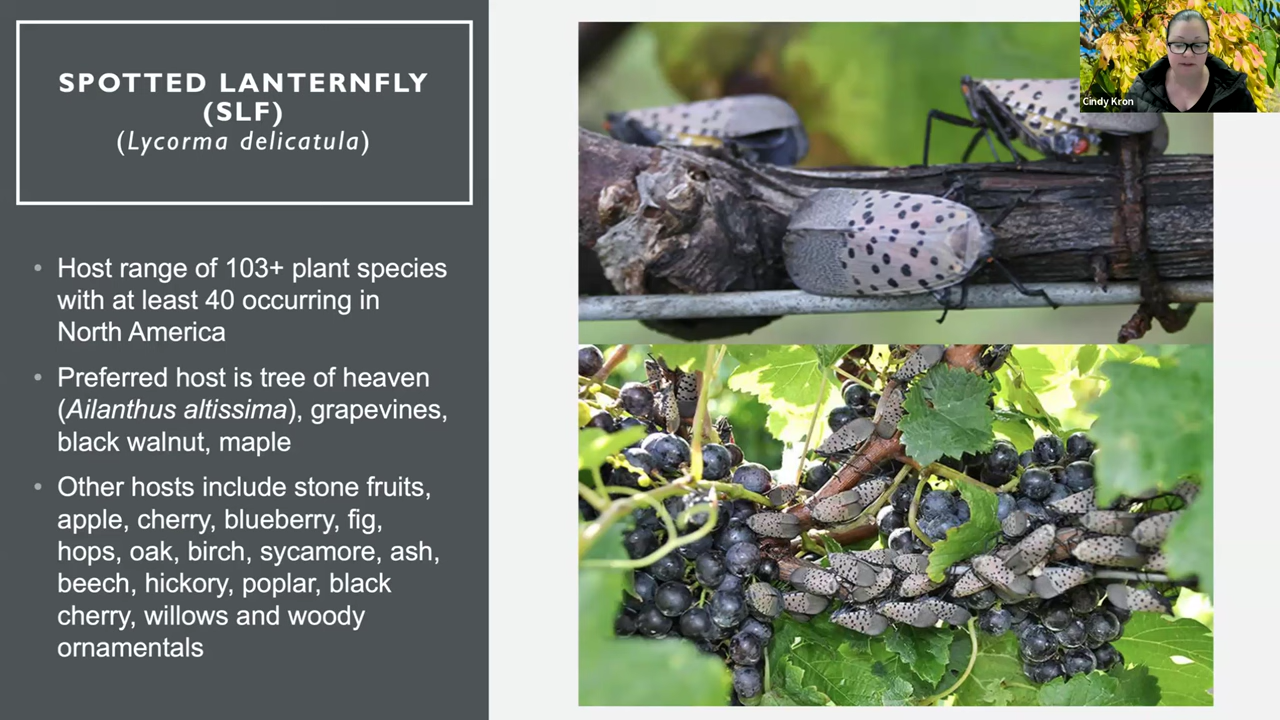 SPOTTED LANTERNFLY
(SLF)
(Lycorma delicatula)
• Host range of 103+ plant species
with at least 40 occurring in
North America
• Preferred host is tree of heaven
(Ailanthus altissima), grapevines,
black walnut, maple
• Other hosts include stone fruits,
apple, cherry, blueberry, fig,
hops, oak, birch, sycamore, ash,
beech, hickory, poplar, black
cherry, willows and woody
ornamentals
Cindy Kron